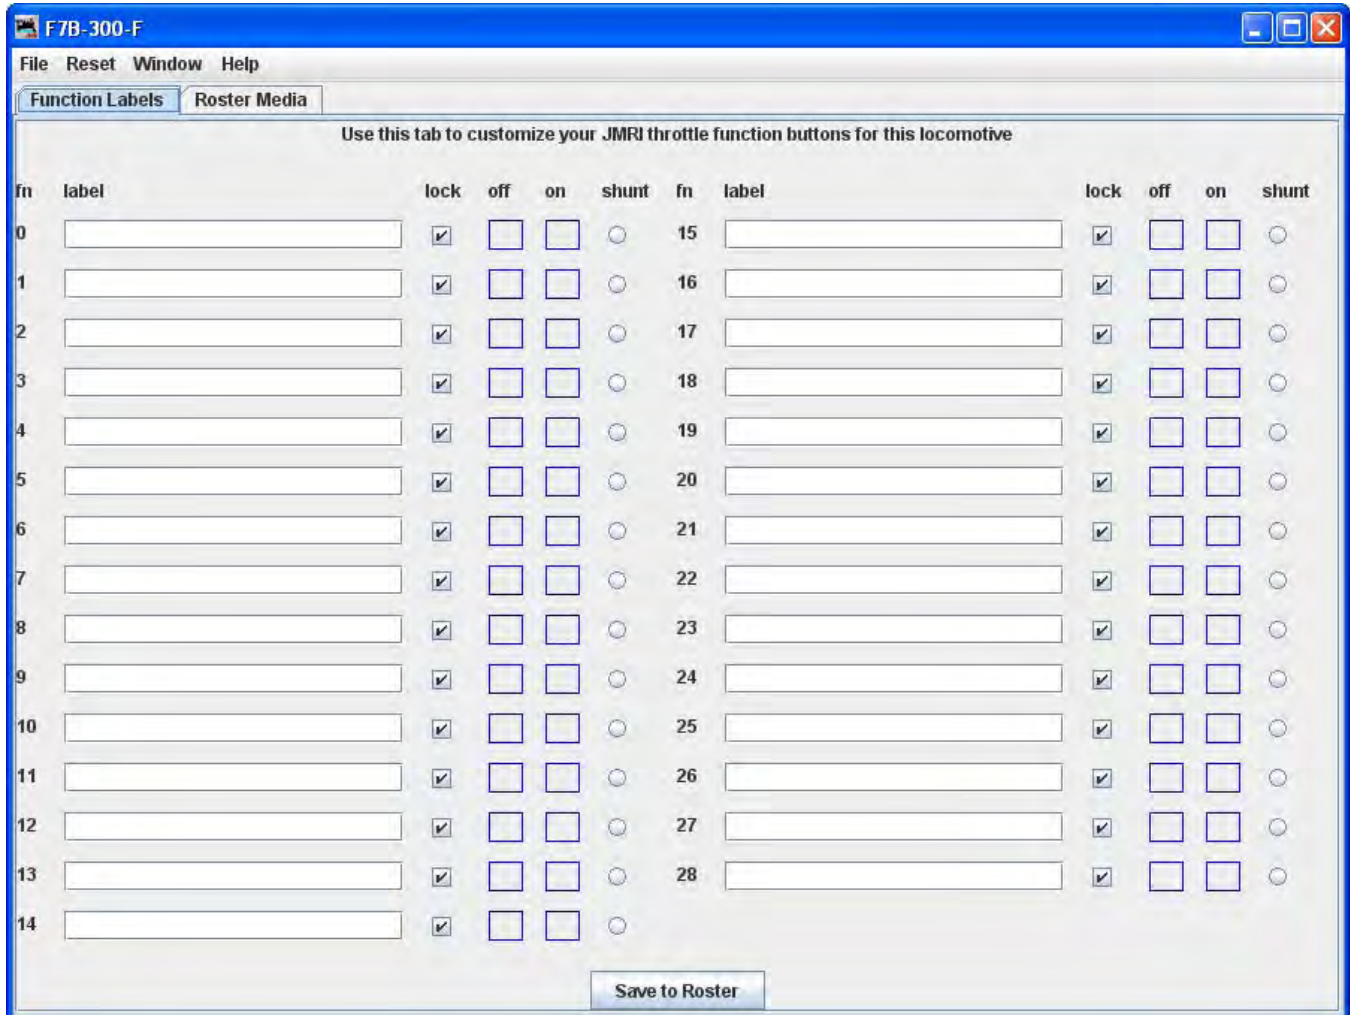 F7B-300-F
File Reset Window Help
Function Labels Roster Media
Use this tab to customize your JMRI throttle function buttons for this locomotive
fn label lock off on shunt fn label lock off on shunt
0 15
1 16
2 17
3 18
4 19
5 20
6 21
7 22
8 23
9 24
10 25
11 26
12 27
13 28
14
Save to Roster